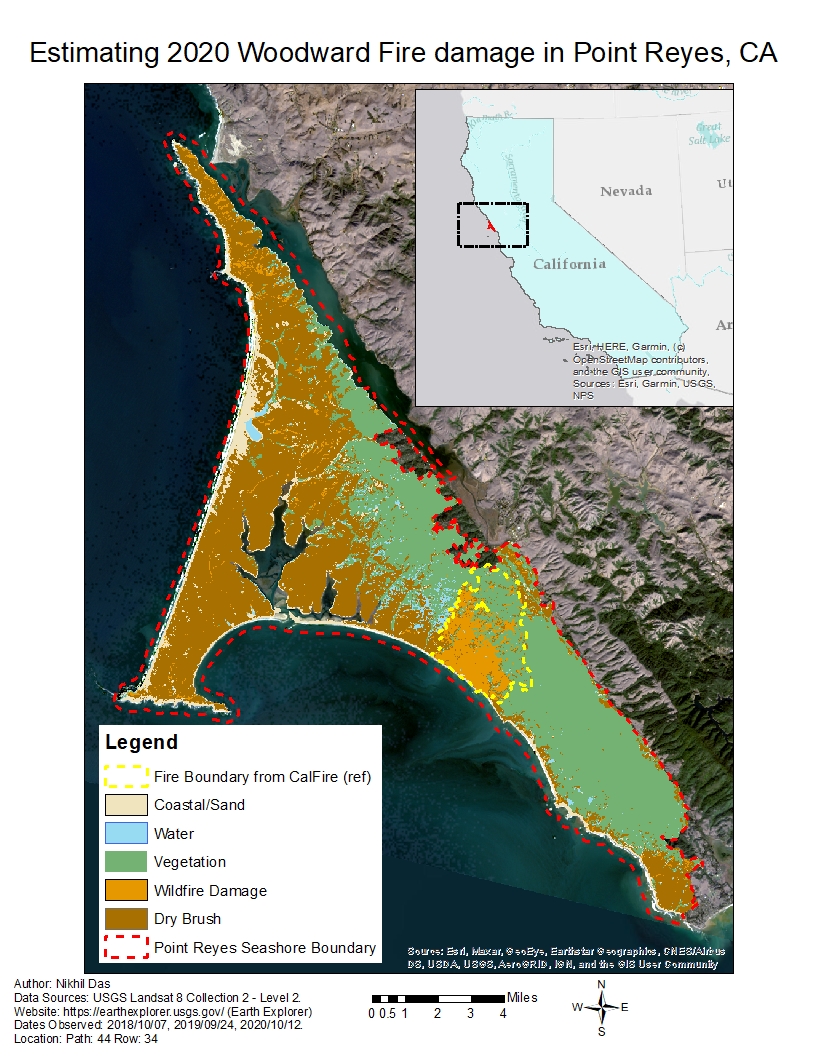 Estimating 2020 Woodward Fire damage in Point Reyes, CA
Great
Salt Lake
Sacramento
Nevada
Ut
California
Ar
Esri, HERE, Garmin, (c)
OpenStreetMap contributors,
and the GIS user community,
Sources: Esri, Garmin, USGS,
NPS
Legend
Fire Boundary from CalFire (ref)
Coastal/Sand
Water
Vegetation
Wildfire Damage
Dry Brush
Point Reyes Seashore Boundary
Source: Esri, Maxar, GeoEye, Earthstar Geographics, CNES/Airbus
DS, USDA, USGS, AeroGRID, IGN, and the GIS User Community
Author: Nikhil Das
Data Sources: USGS Landsat 8 Collection 2 - Level 2.
Website: https://earthexplorer.usgs.gov/ (Earth Explorer)
Dates Observed: 2018/10/07, 2019/09/24, 2020/10/12.
Location: Path: 44 Row: 34
Miles
0 0.5 1 2 3 4
N
W E
S